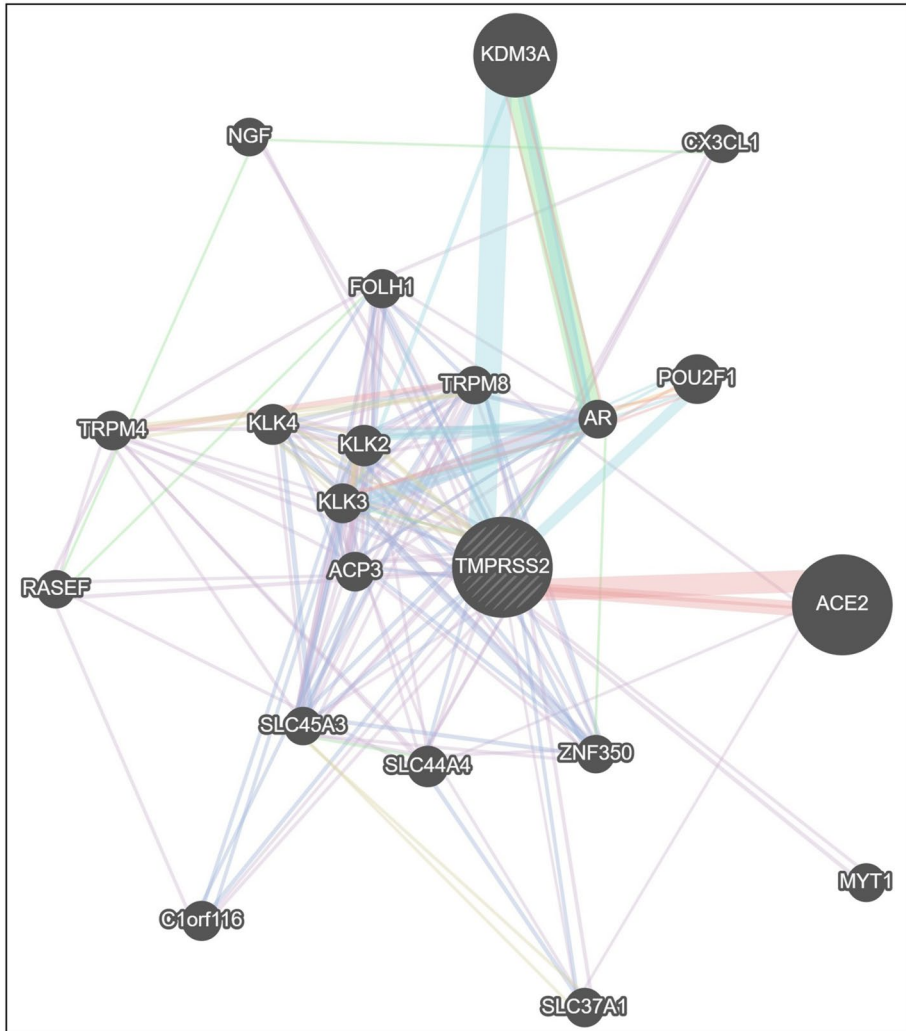 KDM3A
NGF
CX3CL1
FOLH1
TRPM8
POU2F1
AR
TRPM4
KLK4
KLK2
KLK3
TMPRSS2
ACP3
RASEF
ACE2
SLC45A3
SLC44A4
ZNF350
MYT1
C1orf116
SLC37A1